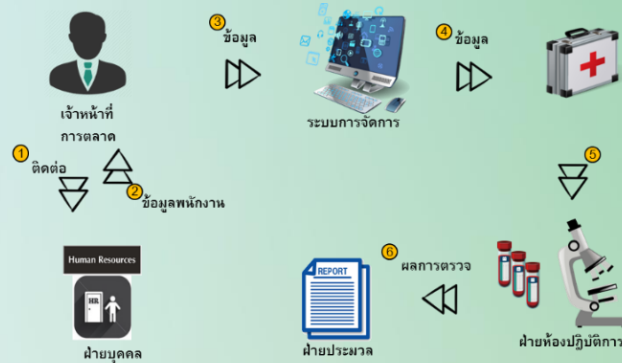 3
ข้อมูล
4
ข้อมูล
เจ้าหน้าที่
การตลาด
ระบบการจัดการ
1
ติดต่อ
2
ข้อมูลพนักงาน
5
Human Resources
ฝ่ายบุคคล
REPORT
ฝ่ายประมวล
6
ผลการตรวจ
ฝ่ายห้องปฏิบัติการ